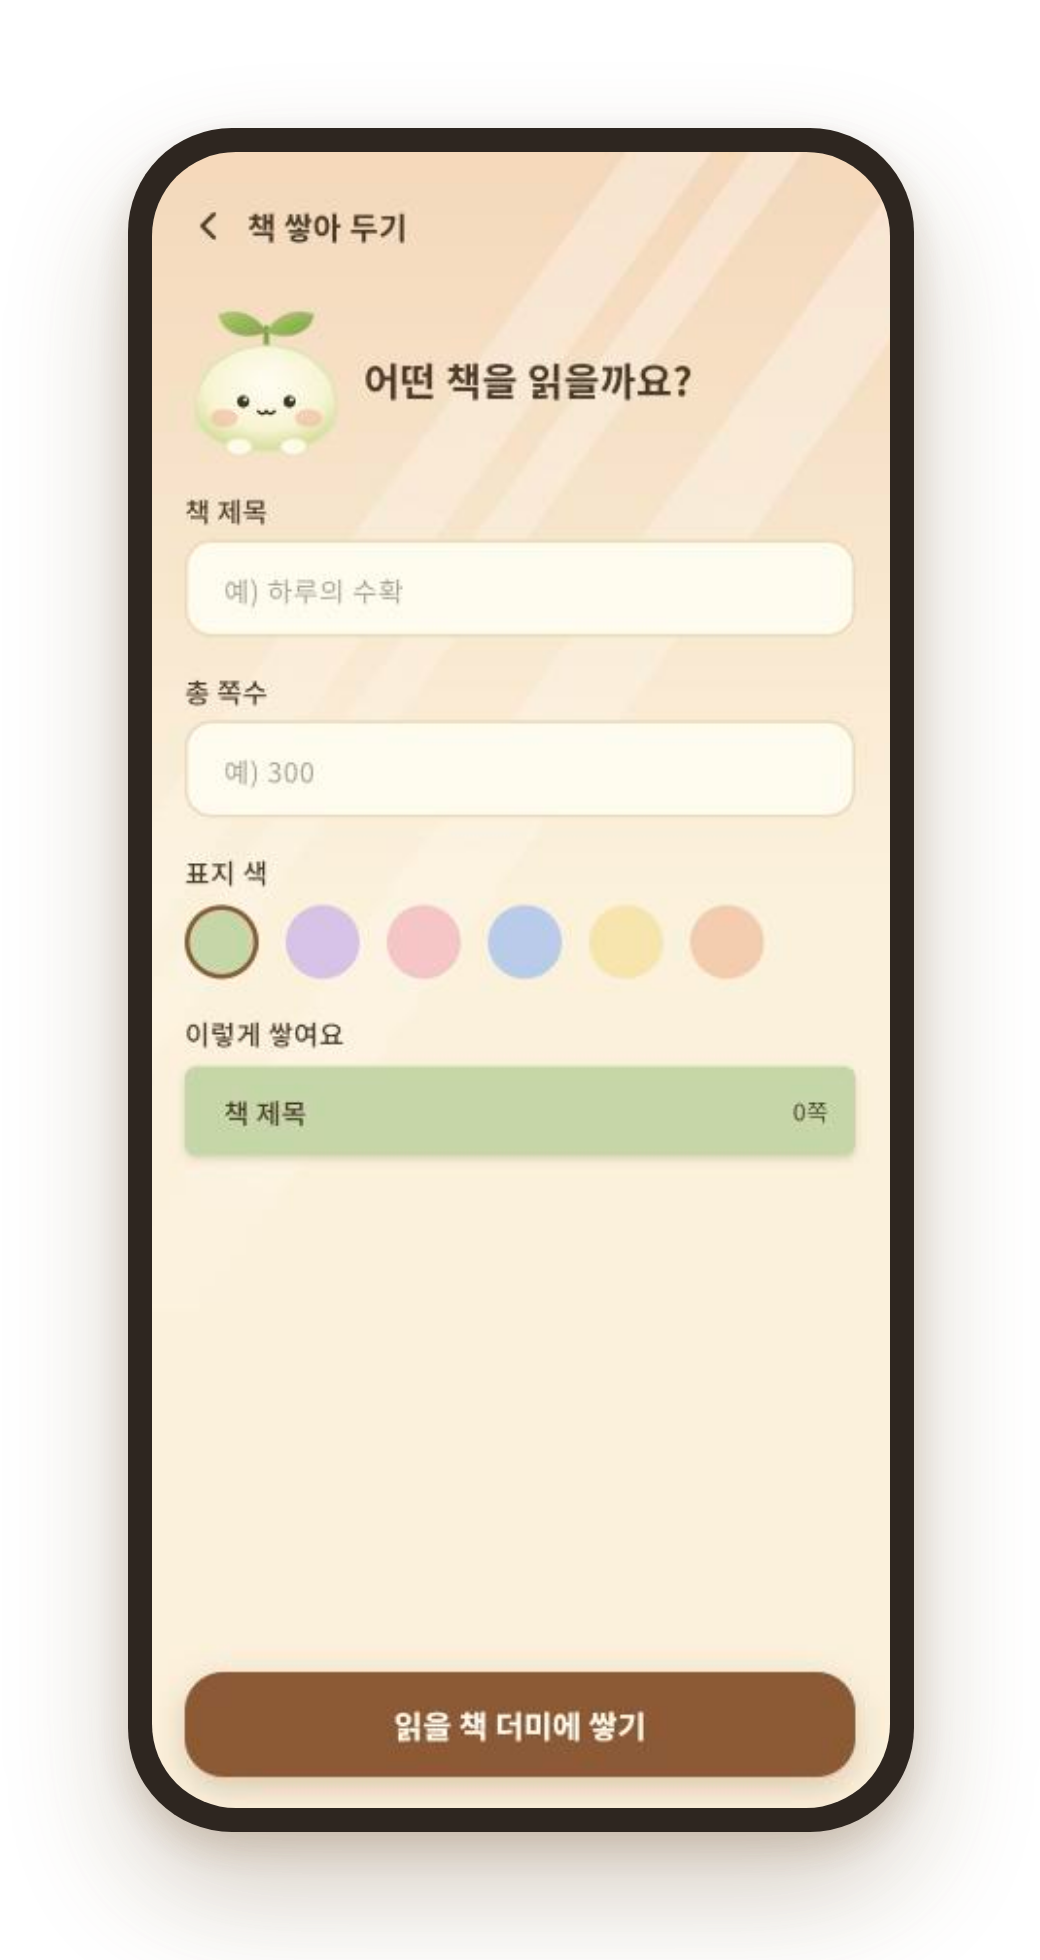 책 쌓아 두기
어떤 책을 읽을까요?
책 제목
예) 하루의 수확
총 쪽수
예) 300
표지 색
이렇게 쌓여요
책 제목 0쪽
읽을 책 더미에 쌓기